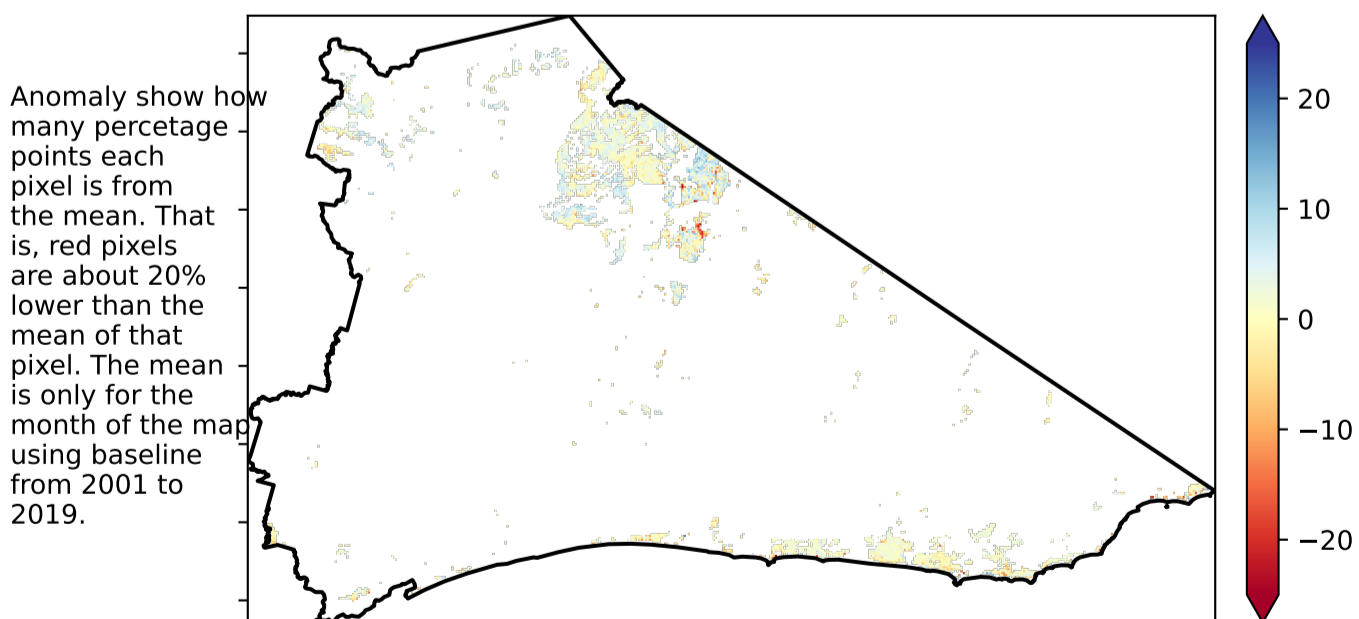 Anomaly show how
many percetage
points each
pixel is from
the mean. That
is, red pixels
are about 20%
lower than the
mean of that
pixel. The mean
is only for the
month of the map
using baseline
from 2001 to
2019.
20
10
0
−10
−20